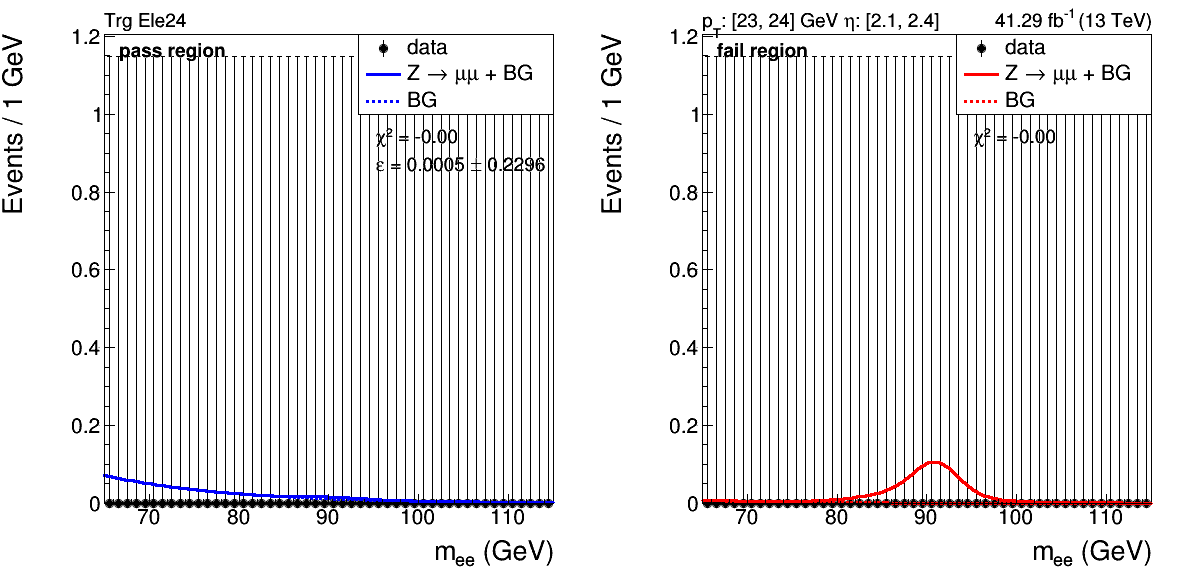 Trg Ele24
Events / 1 GeV
1.2
1
0.8
0.6
0.4
0.2
0
pass region
data
Z → μμ + BG
BG
χ² = -0.00
ε = 0.0005 ± 0.2296
70 80 90 100 110
mee (GeV)
pT: [23, 24] GeV η: [2.1, 2.4] 41.29 fb-1 (13 TeV)
Events / 1 GeV
1.2
1
0.8
0.6
0.4
0.2
0
fail region
data
Z → μμ + BG
BG
χ² = -0.00
70 80 90 100 110
mee (GeV)